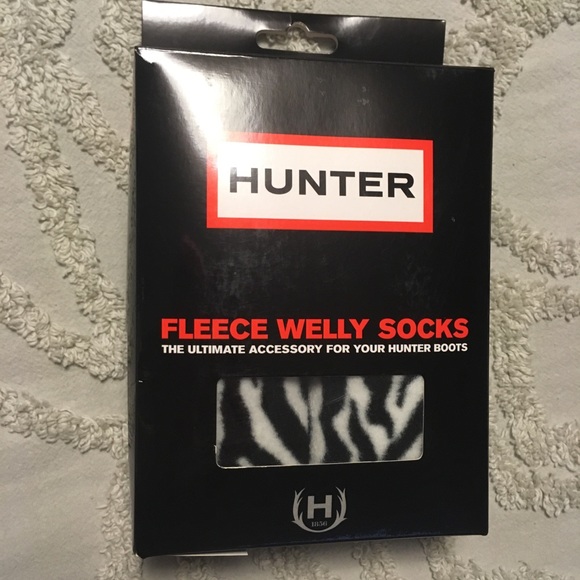 HUNTER
FLEECE WELLY SOCKS
THE ULTIMATE ACCESSORY FOR YOUR HUNTER BOOTS
H